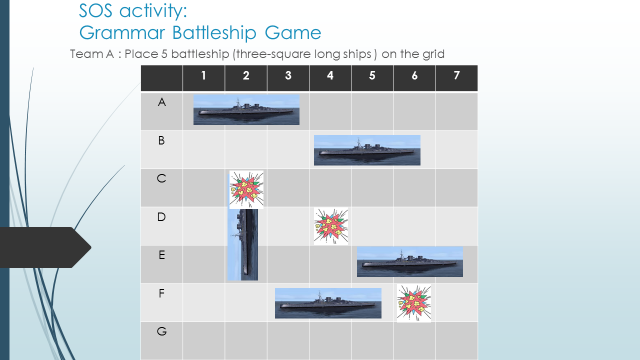 SOS activity:
Grammar Battleship Game
Team A : Place 5 battleship (three-square long ships ) on the grid
1 2 3 4 5 6 7
A
B
C
D
E
F
G